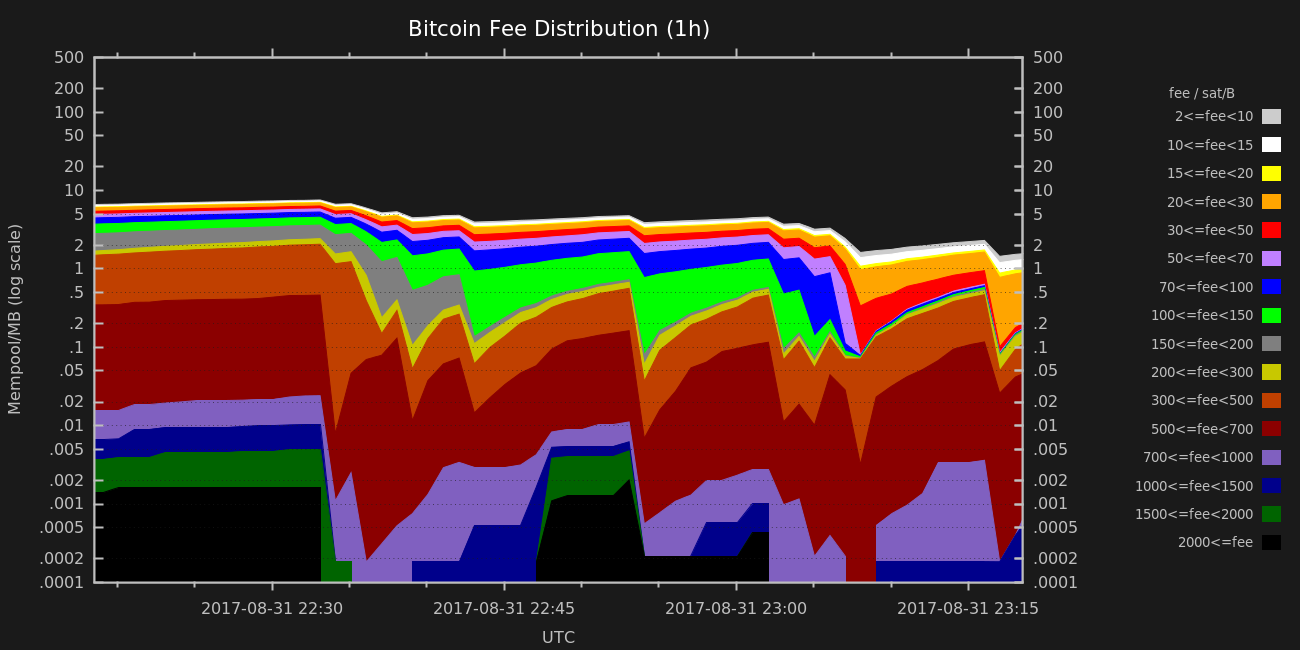 Bitcoin Fee Distribution (1h)
500 500
200 200
100 100
50 50
20 20
10 10
5 5
2 2
1 1
.5 .5
.2 .2
.1 .1
.05 .05
.02 .02
.01 .01
.005 .005
.002 .002
.001 .001
.0005 .0005
.0002 .0002
.0001 .0001
Mempool/MB (log scale)
2017-08-31 22:30 2017-08-31 22:45 2017-08-31 23:00 2017-08-31 23:15
UTC
fee / sat/B
2<=fee<10
10<=fee<15
15<=fee<20
20<=fee<30
30<=fee<50
50<=fee<70
70<=fee<100
100<=fee<150
150<=fee<200
200<=fee<300
300<=fee<500
500<=fee<700
700<=fee<1000
1000<=fee<1500
1500<=fee<2000
2000<=fee